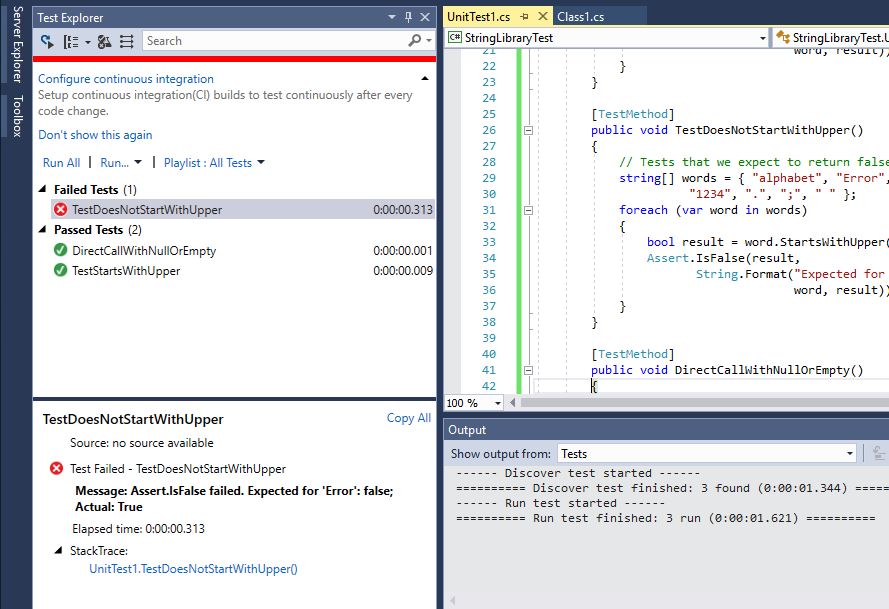 Server Explorer
Toolbox
Test Explorer
Search
Configure continuous integration
Setup continuous integration(CI) builds to test continuously after every
code change.
Don't show this again
Run All | Run... | Playlist : All Tests
Failed Tests (1)
TestDoesNotStartWithUpper 0:00:00.313
Passed Tests (2)
DirectCallWithNullOrEmpty 0:00:00.001
TestStartsWithUpper 0:00:00.009
TestDoesNotStartWithUpper Copy All
Source: no source available
Test Failed - TestDoesNotStartWithUpper
Message: Assert.IsFalse failed. Expected for 'Error': false;
Actual: True
Elapsed time: 0:00:00.313
StackTrace:
UnitTest1.TestDoesNotStartWithUpper()
UnitTest1.cs Class1.cs
C# StringLibraryTest StringLibraryTest.U
21 word, result))
22 }
23 }
24
25 [TestMethod]
26 public void TestDoesNotStartWithUpper()
27 {
28 // Tests that we expect to return false
29 string[] words = { "alphabet", "Error",
30 "1234", ".", ";", " " };
31 foreach (var word in words)
32 {
33 bool result = word.StartsWithUpper(
34 Assert.IsFalse(result,
35 String.Format("Expected for
36 word, result))
37 }
38 }
39
40 [TestMethod]
41 public void DirectCallWithNullOrEmpty()
42 {
100 %
Output
Show output from: Tests
------ Discover test started ------
========== Discover test finished: 3 found (0:00:01.344) =====
------ Run test started ------
========== Run test finished: 3 run (0:00:01.621) ==========